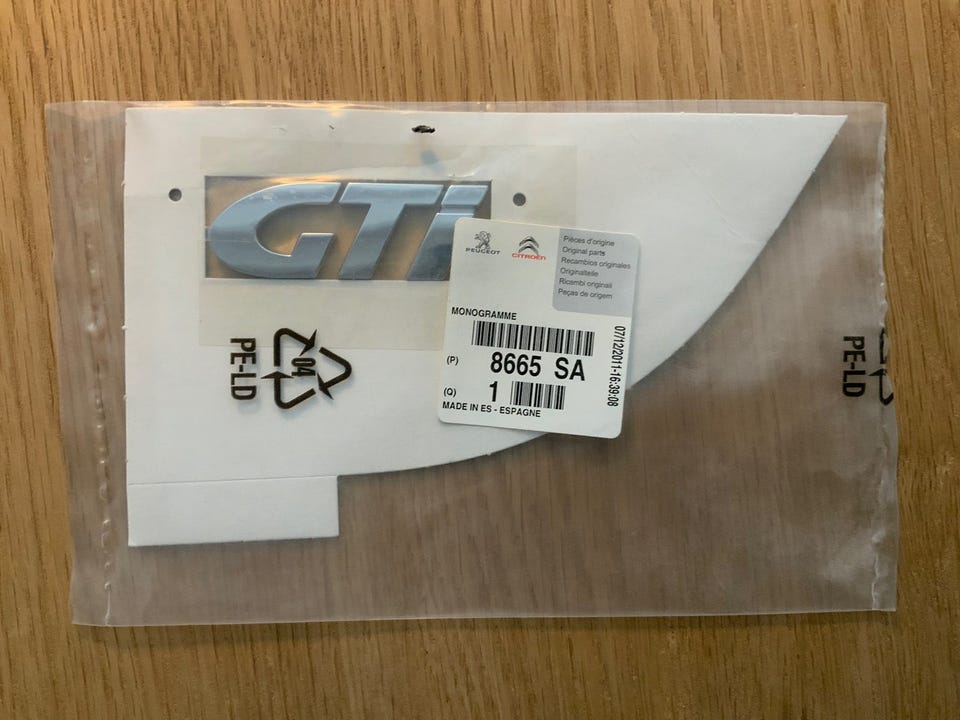 GTi
PEUGEOT
CITROËN
Pièces d'origine
Original parts
Recambios originales
Originalteile
Ricambi originali
Peças de origem
MONOGRAMME
(P) 8665 SA
(Q) 1
MADE IN ES - ESPAGNE
07/12/2011-16:39:08
04
PE-LD
PE-LD